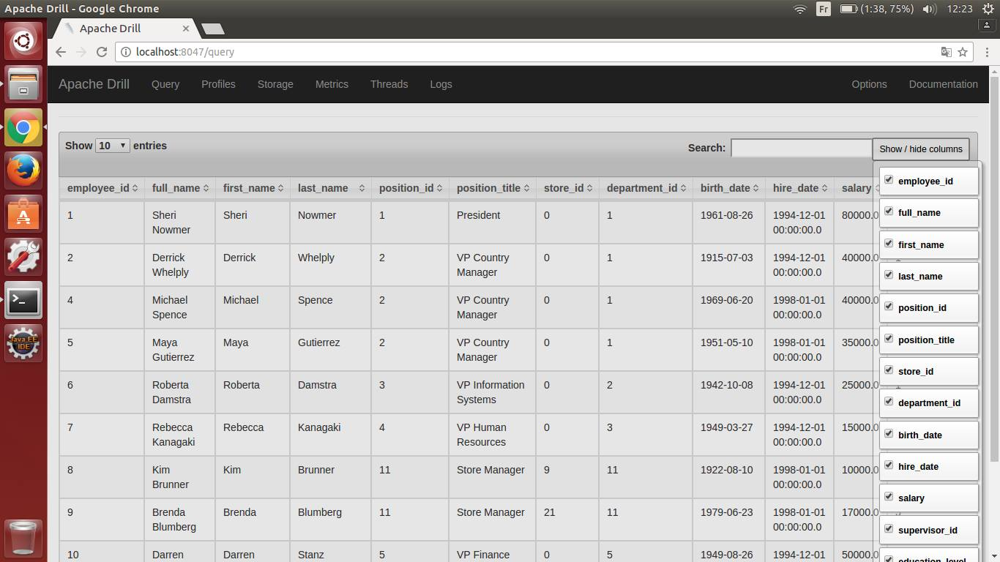 Apache Drill - Google Chrome Fr (1:38, 75%) 12:23
Apache Drill
localhost:8047/query
Apache Drill Query Profiles Storage Metrics Threads Logs Options Documentation
Show 10 entries Search: Show / hide columns
employee_id full_name first_name last_name position_id position_title store_id department_id birth_date hire_date salary
1 Sheri Nowmer Sheri Nowmer 1 President 0 1 1961-08-26 1994-12-01 00:00:00.0 80000.0
2 Derrick Whelply Derrick Whelply 2 VP Country Manager 0 1 1915-07-03 1994-12-01 00:00:00.0 40000.0
4 Michael Spence Michael Spence 2 VP Country Manager 0 1 1969-06-20 1998-01-01 00:00:00.0 40000.0
5 Maya Gutierrez Maya Gutierrez 2 VP Country Manager 0 1 1951-05-10 1998-01-01 00:00:00.0 35000.0
6 Roberta Damstra Roberta Damstra 3 VP Information Systems 0 2 1942-10-08 1994-12-01 00:00:00.0 25000.0
7 Rebecca Kanagaki Rebecca Kanagaki 4 VP Human Resources 0 3 1949-03-27 1994-12-01 00:00:00.0 15000.0
8 Kim Brunner Kim Brunner 11 Store Manager 9 11 1922-08-10 1998-01-01 00:00:00.0 10000.0
9 Brenda Blumberg Brenda Blumberg 11 Store Manager 21 11 1979-06-23 1998-01-01 00:00:00.0 17000.0
10 Darren Darren Stanz 5 VP Finance 0 5 1949-08-26 1994-12-01 50000.0
employee_id
full_name
first_name
last_name
position_id
position_title
store_id
department_id
birth_date
hire_date
salary
supervisor_id
education_level
Java EE
IDE